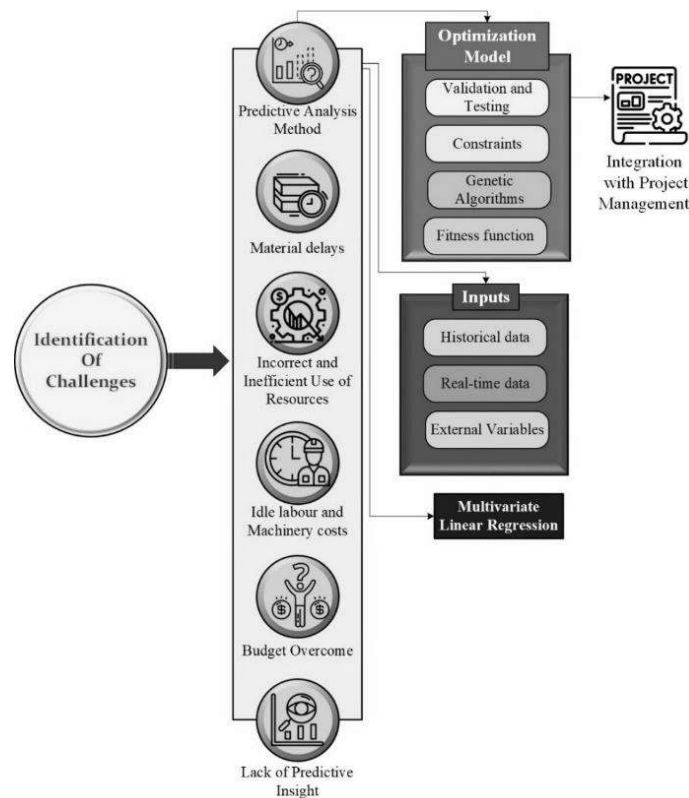 Identification
Of
Challenges
Predictive Analysis
Method
Material delays
Incorrect and
Inefficient Use of
Resources
Idle labour and
Machinery costs
Budget Overcome
Lack of Predictive
Insight
Optimization
Model
Validation and
Testing
Constraints
Genetic
Algorithms
Fitness function
Inputs
Historical data
Real-time data
External Variables
Multivariate
Linear Regression
PROJECT
Integration
with Project
Management